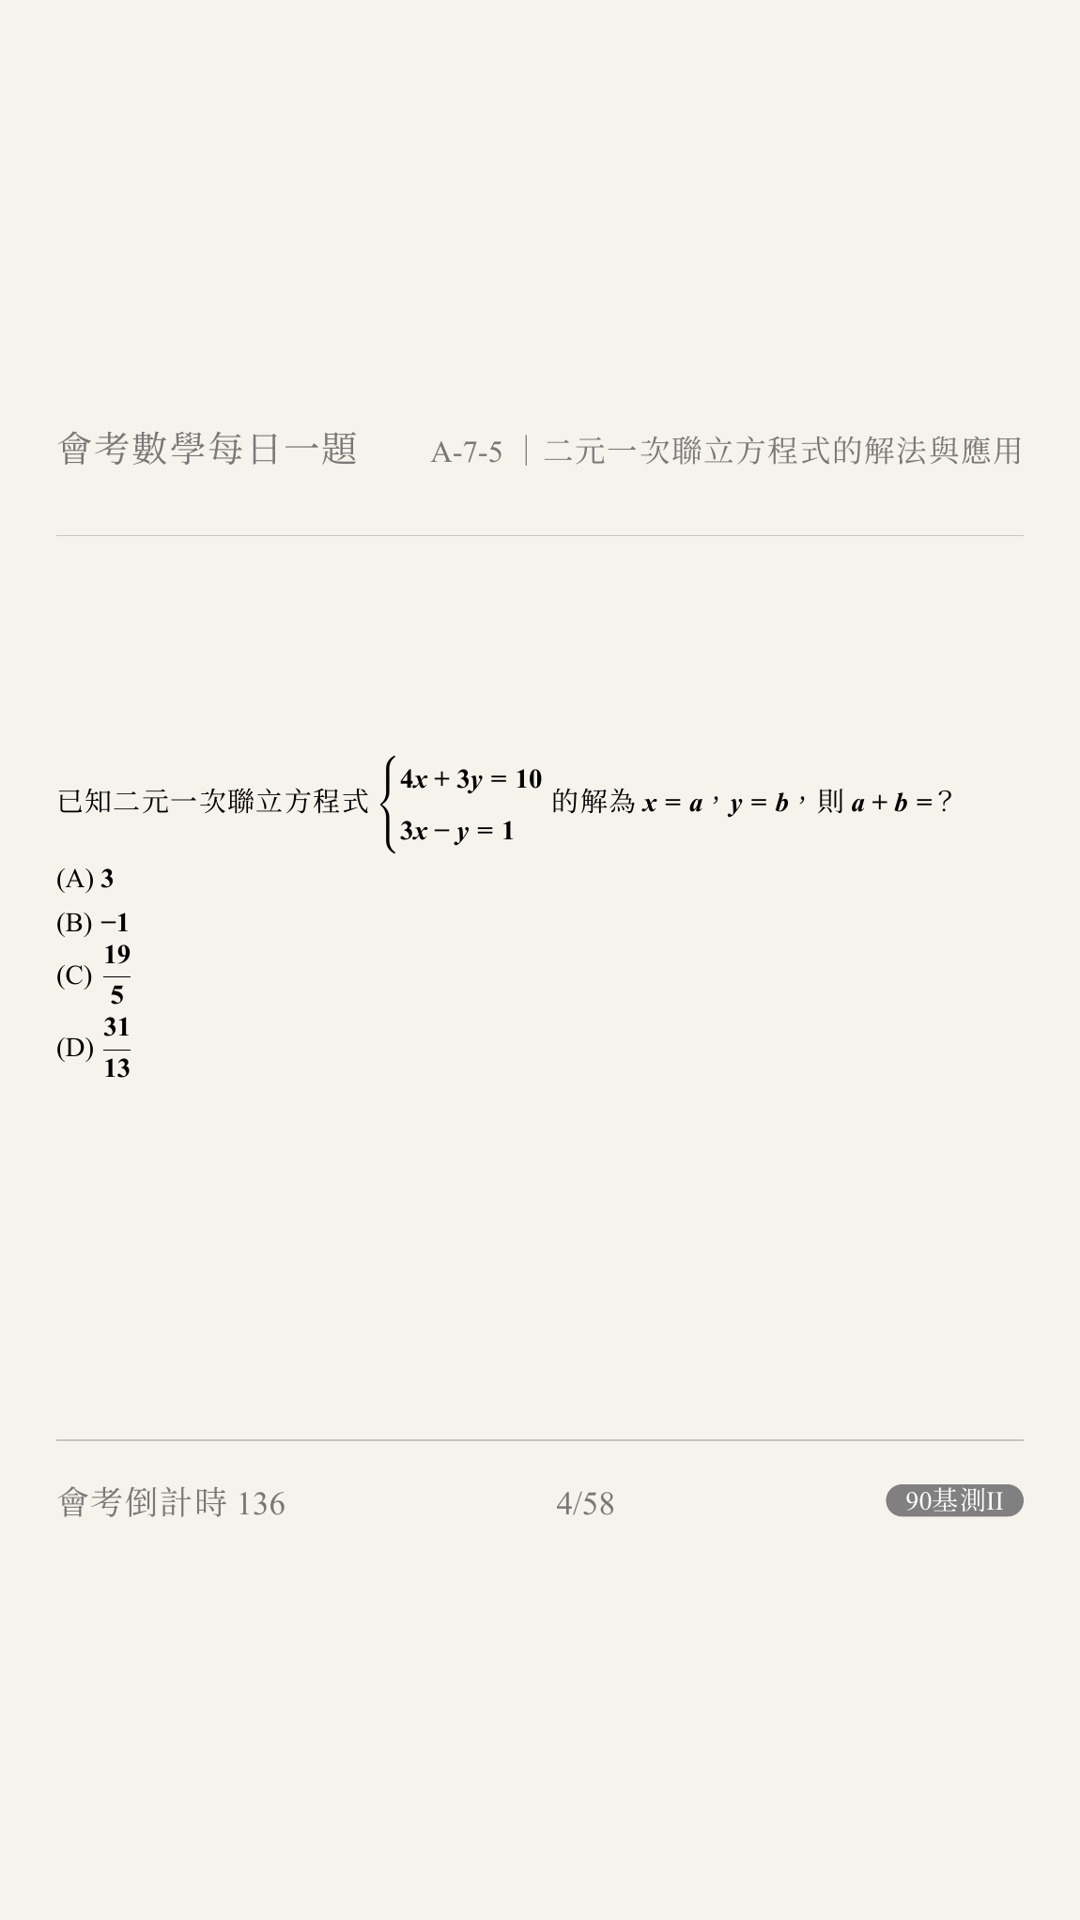 會考數學每日一題 A-7-5｜二元一次聯立方程式的解法與應用
已知二元一次聯立方程式 { 4x + 3y = 10
3x − y = 1 的解為 x = a，y = b，則 a + b =？
(A) 3
(B) −1
(C) 19/5
(D) 31/13
會考倒計時 136 4/58 90基測II